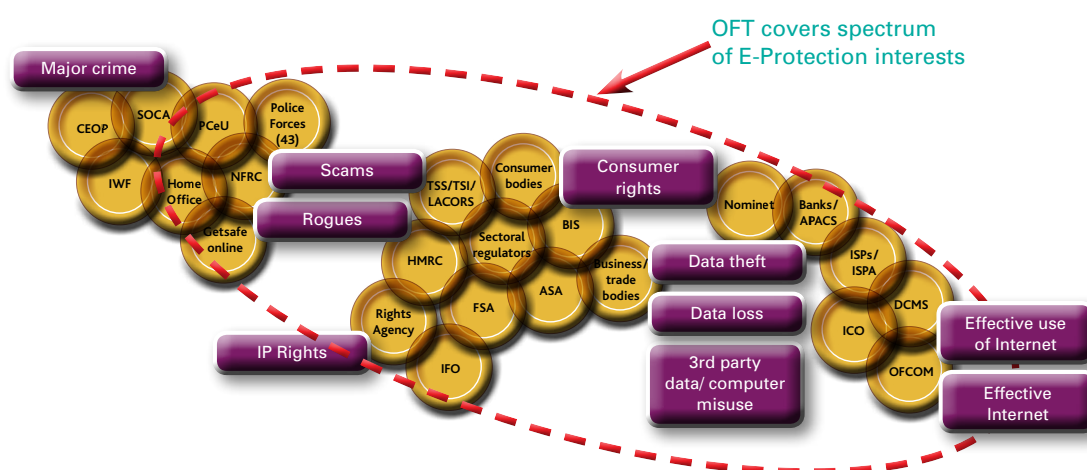 OFT covers spectrum
of E-Protection interests
Major crime
CEOP
SOCA
PCeU
Police
Forces
(43)
IWF
Home
Office
NFRC
Getsafe
online
Scams
Rogues
IP Rights
TSS/TSI/
LACORS
Consumer
bodies
HMRC
Sectoral
regulators
BIS
Business/
trade
bodies
Rights
Agency
FSA
ASA
IFO
Consumer
rights
Data theft
Data loss
3rd party
data/ computer
misuse
Nominet
Banks/
APACS
ISPs/
ISPA
DCMS
ICO
OFCOM
Effective use
of Internet
Effective
Internet